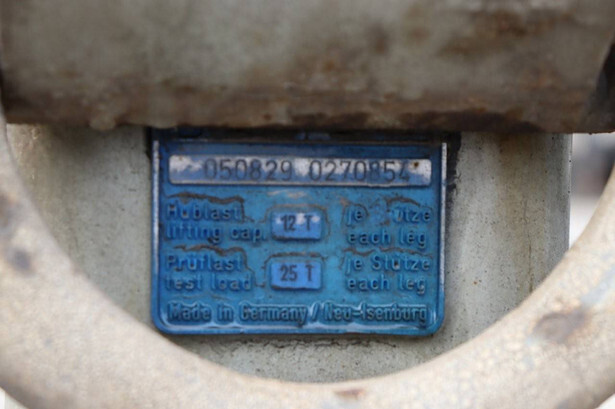 050829 0270854
Hublast 12 T je Stütze
lifting cap. each leg
Prüflast 25 T je Stütze
test load each leg
Made in Germany / Neu-Isenburg